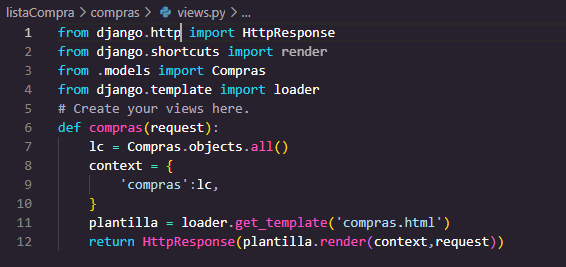 listaCompra > compras > views.py > ...
1 from django.http import HttpResponse
2 from django.shortcuts import render
3 from .models import Compras
4 from django.template import loader
5 # Create your views here.
6 def compras(request):
7 lc = Compras.objects.all()
8 context = {
9 'compras':lc,
10 }
11 plantilla = loader.get_template('compras.html')
12 return HttpResponse(plantilla.render(context,request))